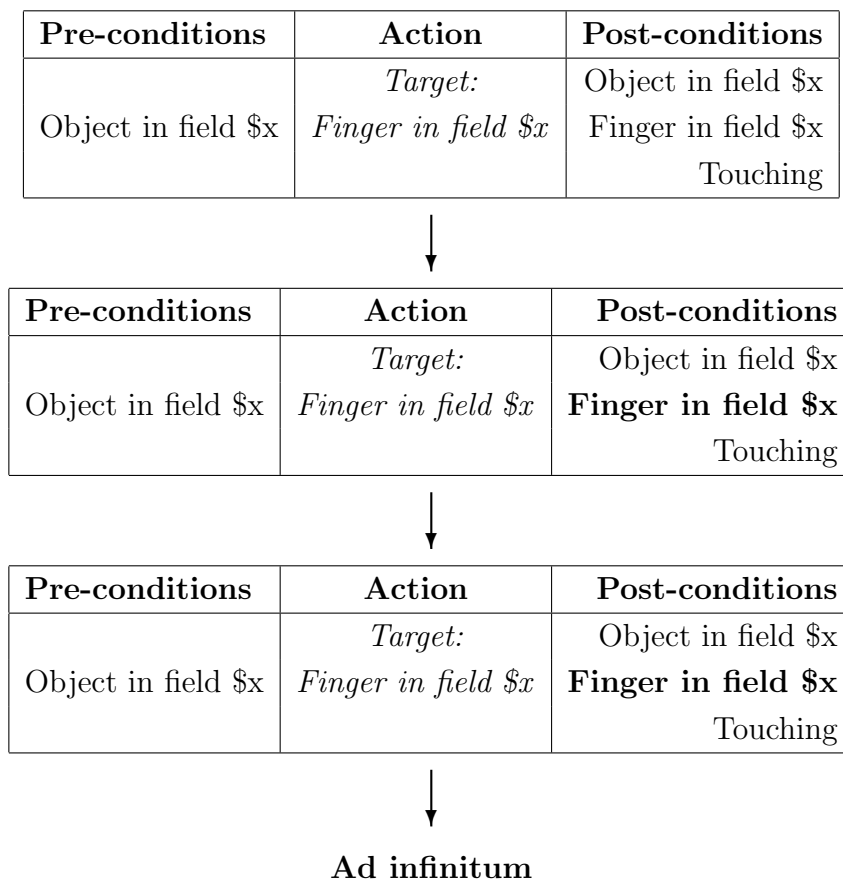 Pre-conditions Action Post-conditions
Target: Object in field $x
Object in field $x Finger in field $x Finger in field $x
Touching
Pre-conditions Action Post-conditions
Target: Object in field $x
Object in field $x Finger in field $x Finger in field $x
Touching
Pre-conditions Action Post-conditions
Target: Object in field $x
Object in field $x Finger in field $x Finger in field $x
Touching
Ad infinitum